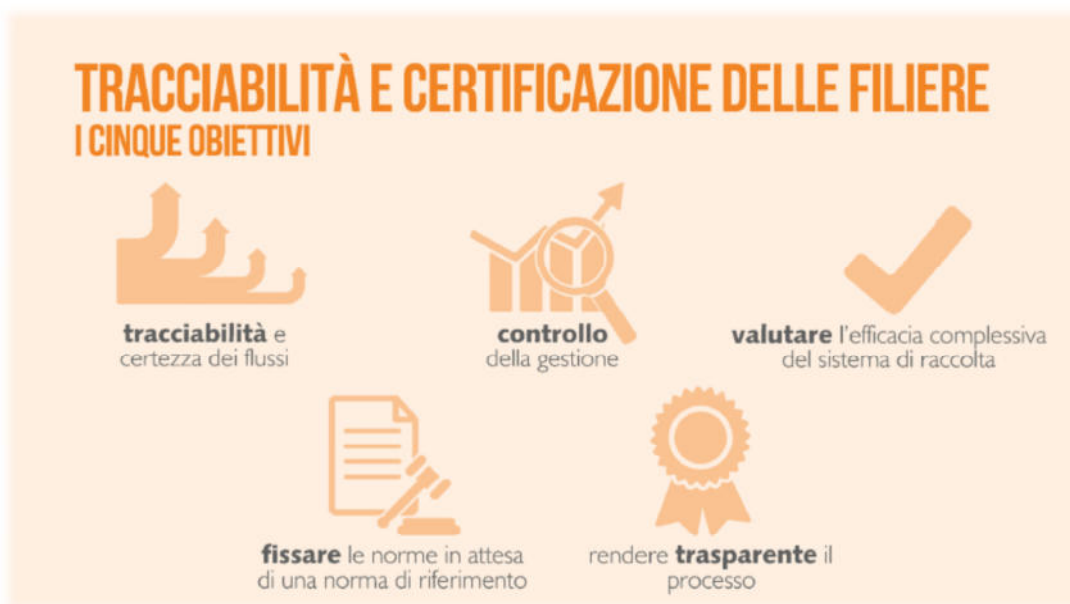 TRACCIABILITÀ E CERTIFICAZIONE DELLE FILIERE
I CINQUE OBIETTIVI
tracciabilità e
certezza dei flussi
controllo
della gestione
valutare l'efficacia complessiva
del sistema di raccolta
fissare le norme in attesa
di una norma di riferimento
rendere trasparente il
processo